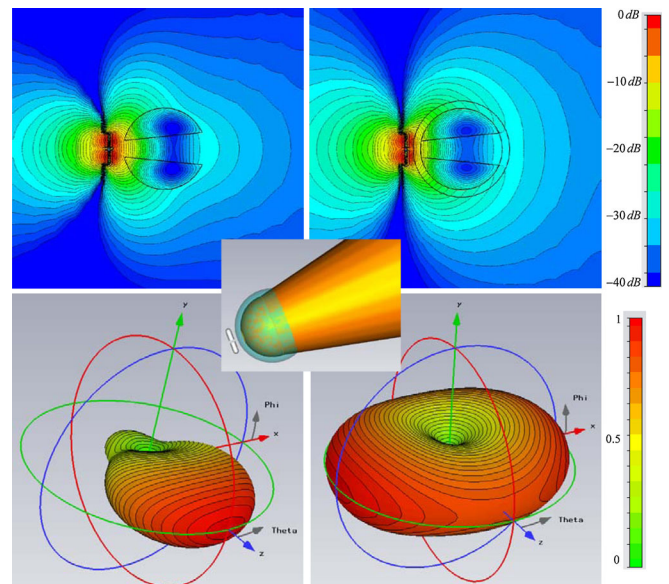 0 dB
−10 dB
−20 dB
−30 dB
−40 dB
y
Phi
x
Theta
z
y
Phi
x
Theta
z
1
0.5
0